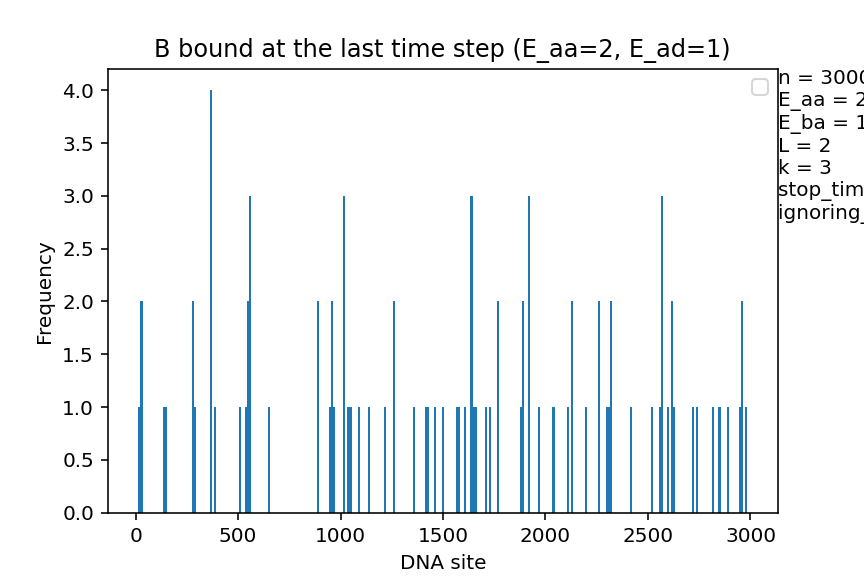 B bound at the last time step (E_aa=2, E_ad=1)
n = 3000
E_aa = 2
E_ba = 1
L = 2
k = 3
stop_tim
ignoring_
4.0
3.5
3.0
2.5
2.0
1.5
1.0
0.5
0.0
Frequency
0 500 1000 1500 2000 2500 3000
DNA site